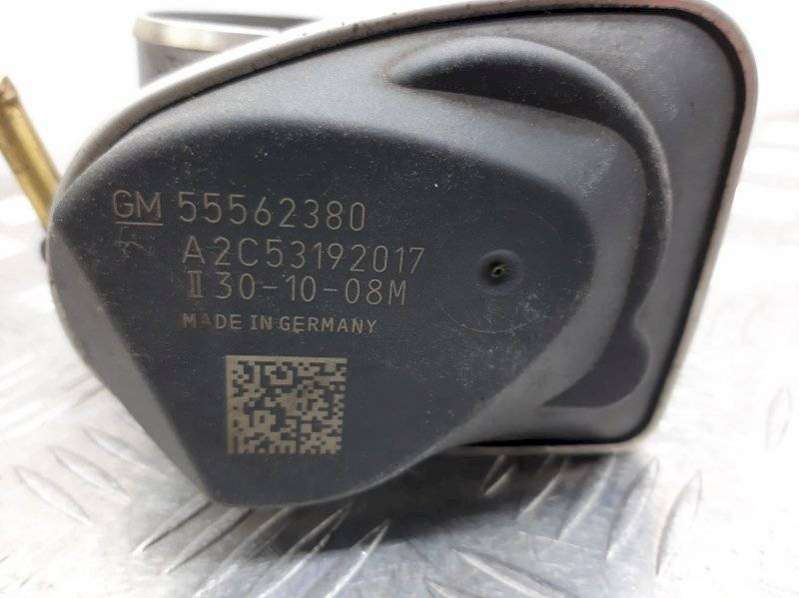 GM 55562380
A2C53192017
II 30-10-08M
MADE IN GERMANY